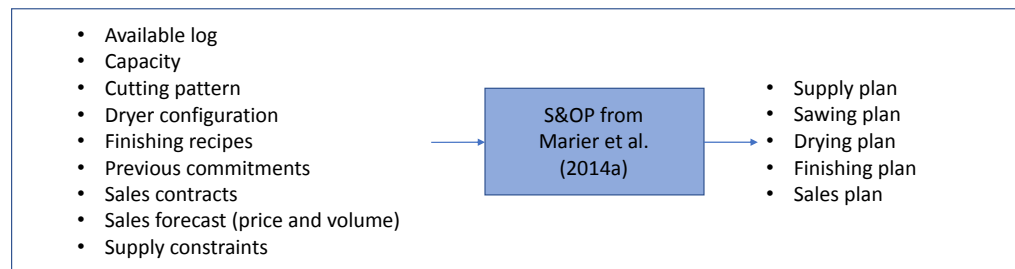 • Available log
• Capacity
• Cutting pattern
• Dryer configuration
• Finishing recipes
• Previous commitments
• Sales contracts
• Sales forecast (price and volume)
• Supply constraints
S&OP from
Marier et al.
(2014a)
• Supply plan
• Sawing plan
• Drying plan
• Finishing plan
• Sales plan